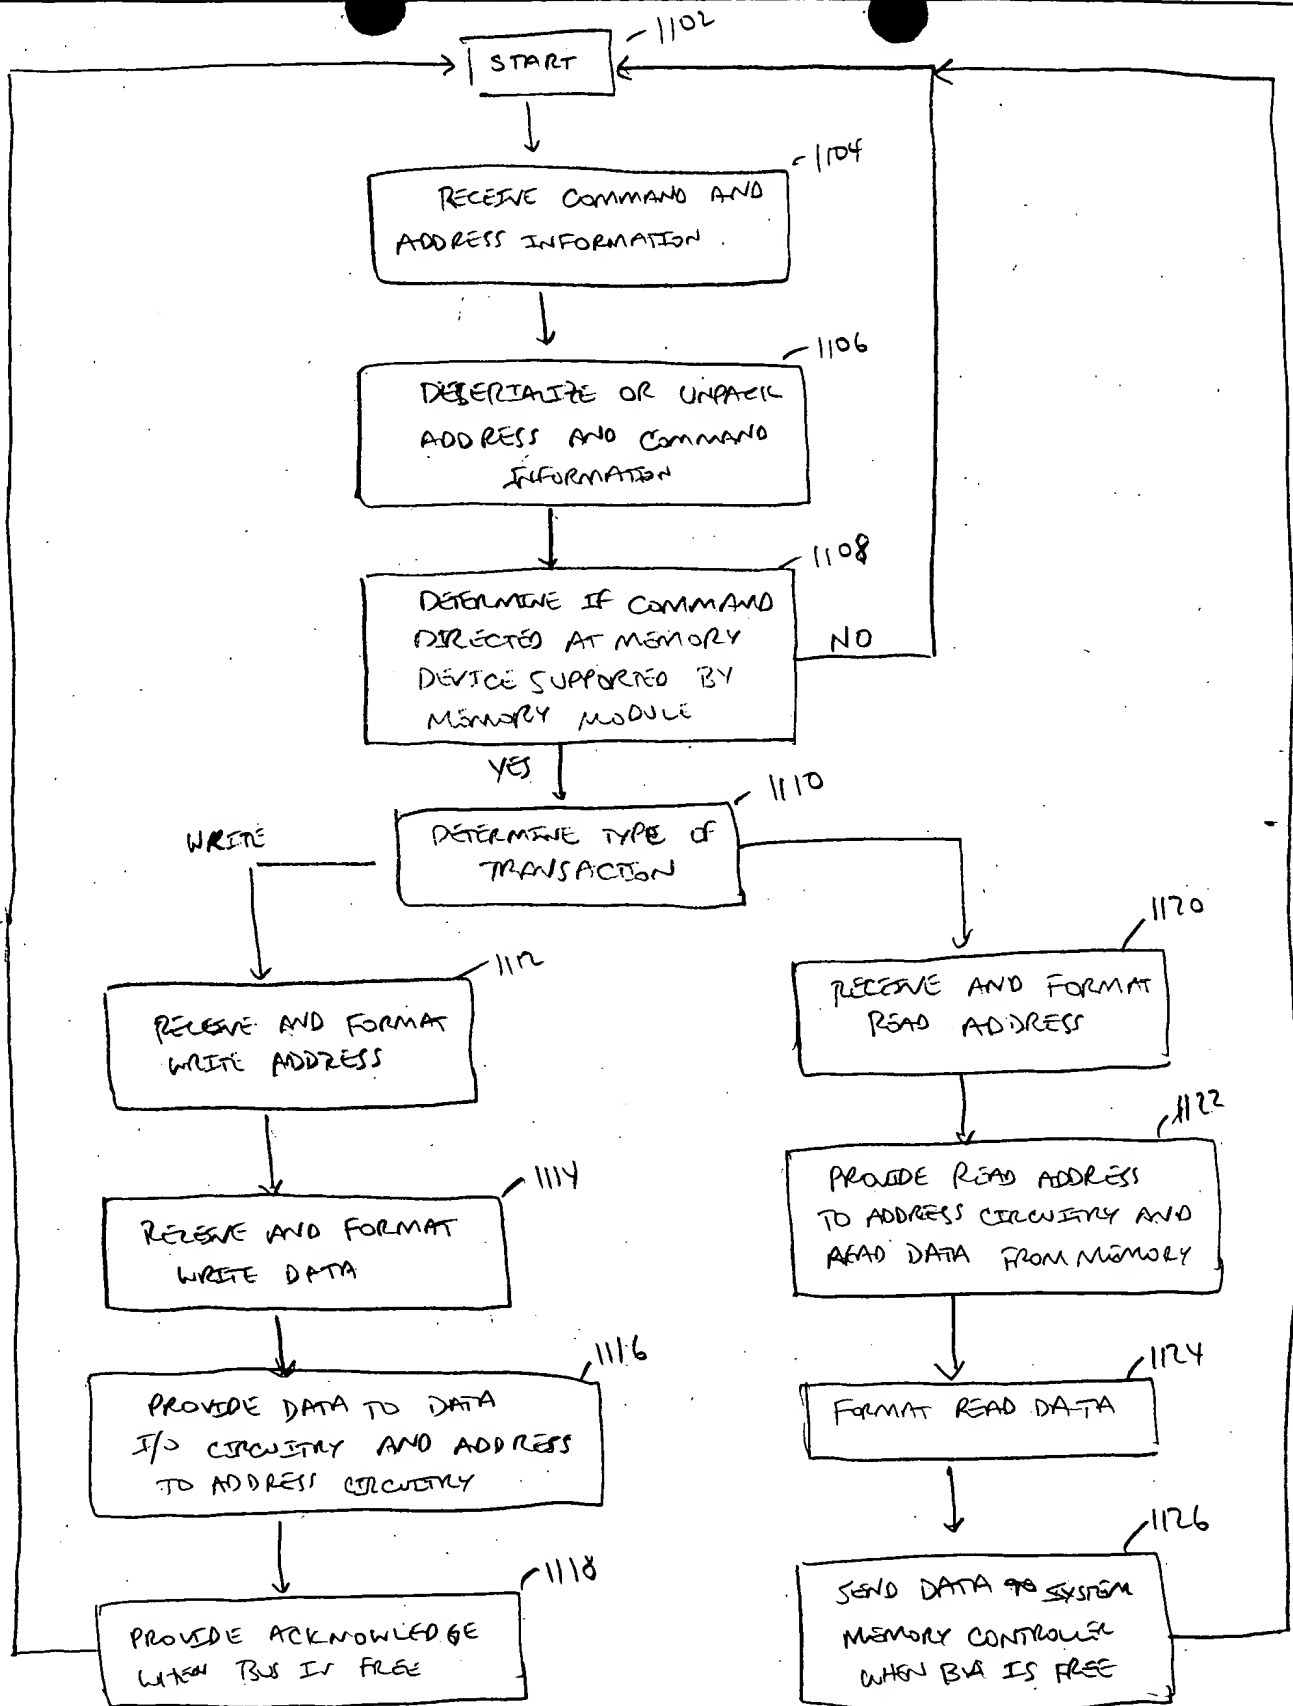 1102
START
1104
RECEIVE COMMAND AND
ADDRESS INFORMATION.
1106
DESERIALIZE OR UNPACK
ADDRESS AND COMMAND
INFORMATION
1108
DETERMINE IF COMMAND
DIRECTED AT MEMORY
DEVICE SUPPORTED BY
MEMORY MODULE
NO
YES
1110
DETERMINE TYPE OF
TRANSACTION
WRITE
1112
RECEIVE AND FORMAT
WRITE ADDRESS
1114
RECEIVE AND FORMAT
WRITE DATA
1116
PROVIDE DATA TO DATA
I/O CIRCUITRY AND ADDRESS
TO ADDRESS CIRCUITRY
1118
PROVIDE ACKNOWLEDGE
WHEN BUS IS FREE
1120
RECEIVE AND FORMAT
READ ADDRESS
1122
PROVIDE READ ADDRESS
TO ADDRESS CIRCUITRY AND
READ DATA FROM MEMORY
1124
FORMAT READ DATA
1126
SEND DATA TO SYSTEM
MEMORY CONTROLLER
WHEN BUS IS FREE